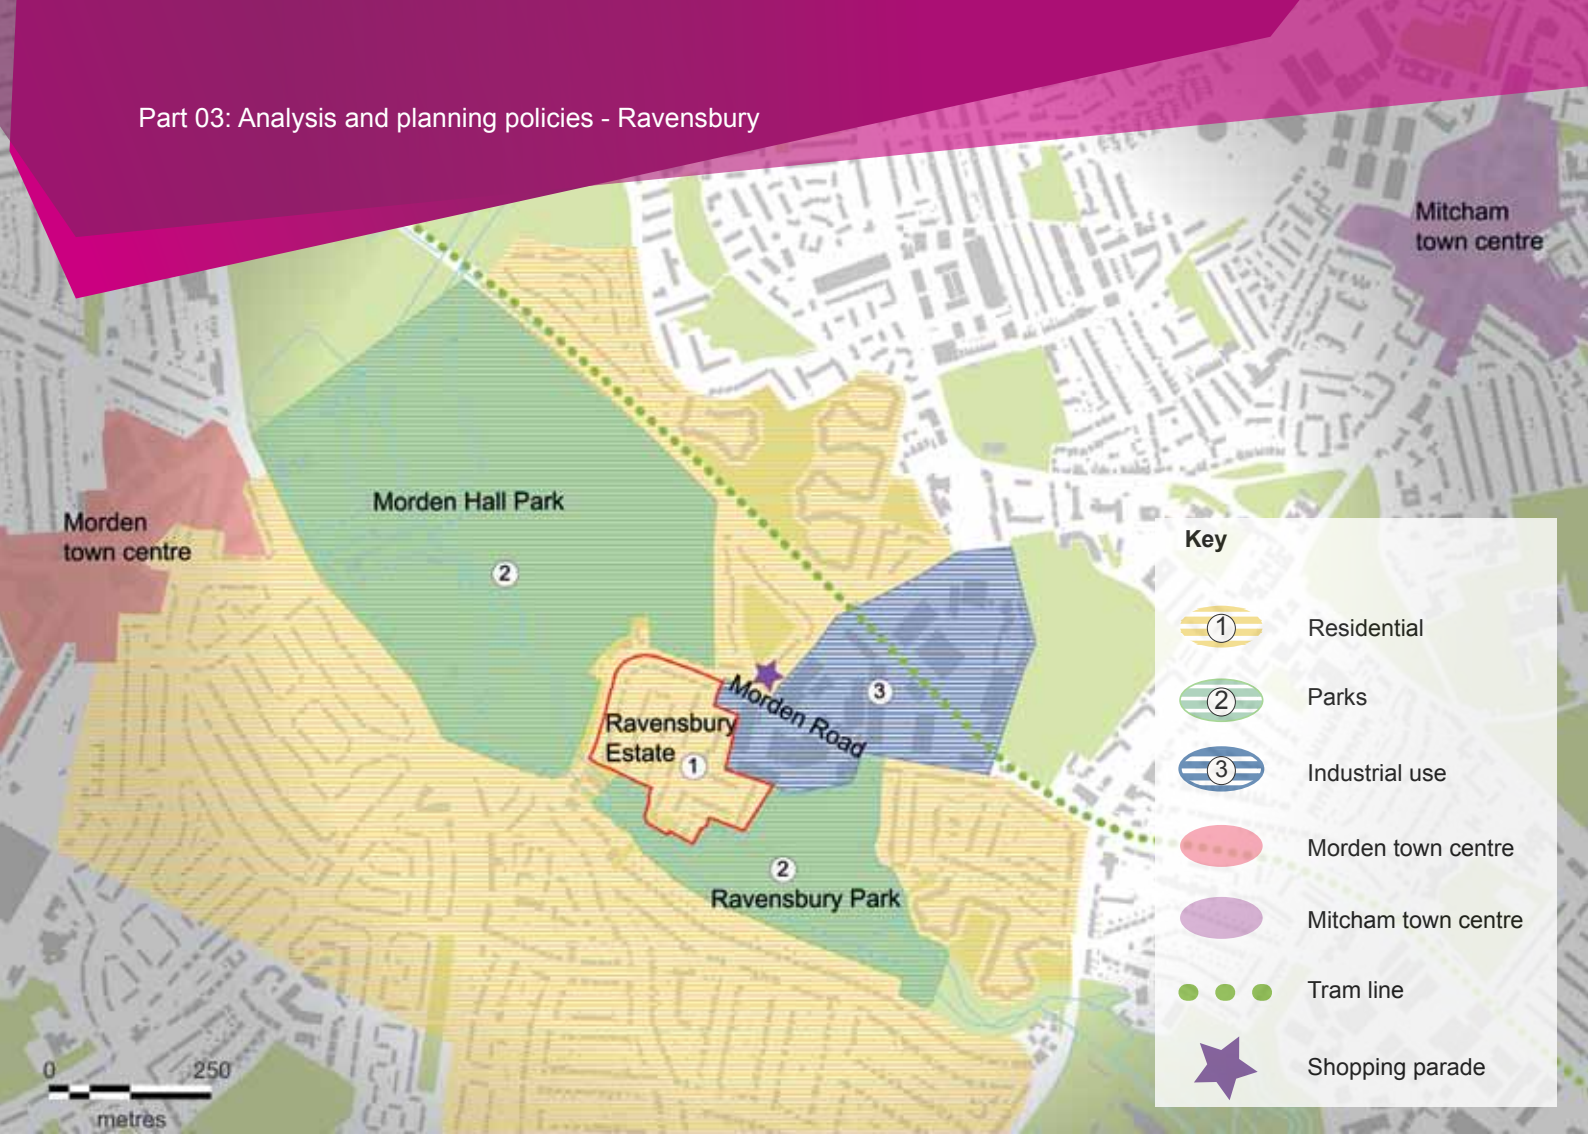 Part 03: Analysis and planning policies - Ravensbury
Mitcham
town centre
Morden Hall Park
2
Morden
town centre
Key
1 Residential
2 Parks
3 Industrial use
Morden town centre
Mitcham town centre
Tram line
Shopping parade
Morden Road
3
Ravensbury
Estate
1
2
Ravensbury Park
0 250
metres